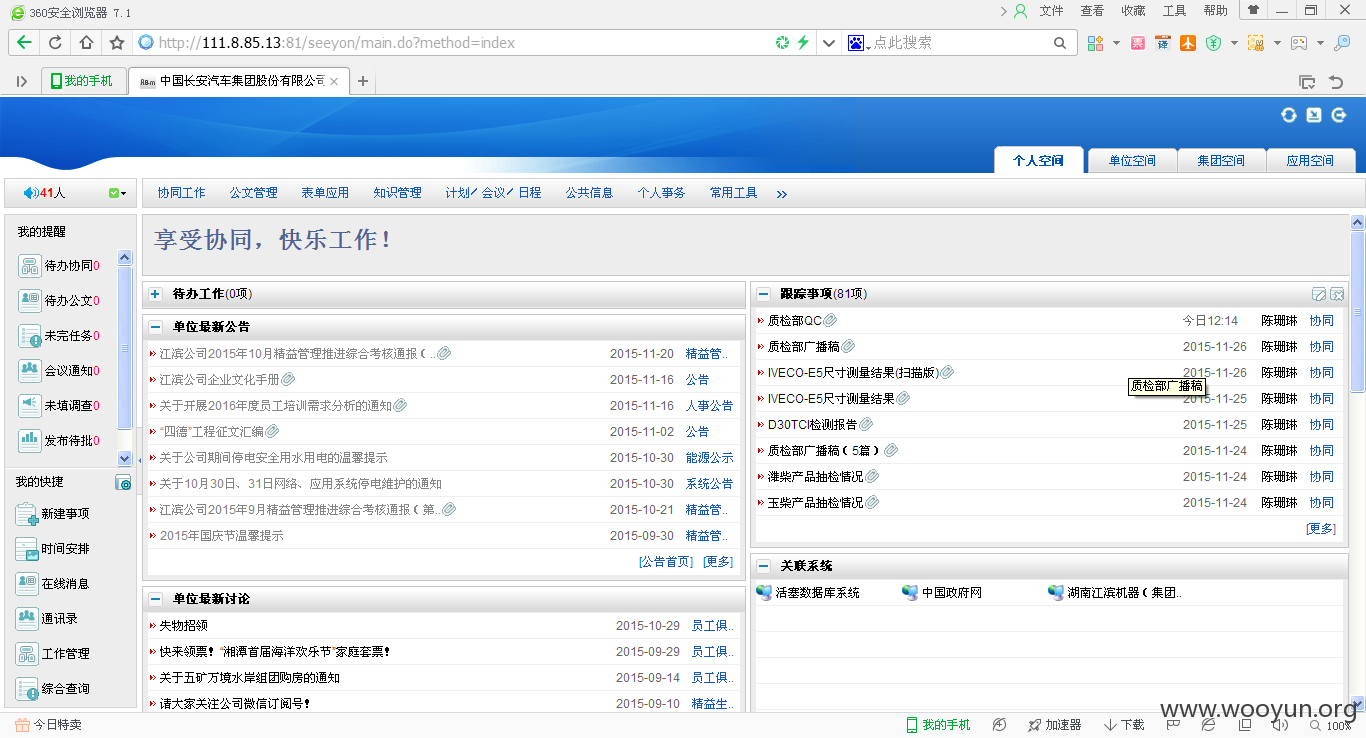 360安全浏览器 7.1 文件 查看 收藏 工具 帮助
http://111.8.85.13:81/seeyon/main.do?method=index 点此搜索
我的手机 中国长安汽车集团股份有限公司
个人空间 单位空间 集团空间 应用空间
41人 协同工作 公文管理 表单应用 知识管理 计划／会议／日程 公共信息 个人事务 常用工具 »
我的提醒
待办协同0
待办公文0
未完任务0
会议通知0
未填调查0
发布待批0
我的快捷
新建事项
时间安排
在线消息
通讯录
工作管理
综合查询
享受协同，快乐工作！
待办工作(0项)
单位最新公告
江滨公司2015年10月精益管理推进综合考核通报（ .. 2015-11-20 精益管..
江滨公司企业文化手册 2015-11-16 公告
关于开展2016年度员工培训需求分析的通知 2015-11-16 人事公告
“四德”工程征文汇编 2015-11-02 公告
关于公司期间停电安全用水用电的温馨提示 2015-10-30 能源公示
关于10月30日、31日网络、应用系统停电维护的通知 2015-10-30 系统公告
江滨公司2015年9月精益管理推进综合考核通报（ 第.. 2015-10-21 精益管..
2015年国庆节温馨提示 2015-09-30 精益管..
[公告首页] [更多]
单位最新讨论
失物招领 2015-10-29 员工俱..
快来领票！“湘潭首届海洋欢乐节”家庭套票！ 2015-09-29 员工俱..
关于五矿万境水岸组团购房的通知 2015-09-14 员工俱..
请大家关注公司微信订阅号！ 2015-09-10 精益生..
跟踪事项(81项)
质检部QC 今日12:14 陈珊琳 协同
质检部广播稿 2015-11-26 陈珊琳 协同
IVECO-E5尺寸测量结果(扫描版) 2015-11-26 陈珊琳 协同
质检部广播稿
IVECO-E5尺寸测量结果 2015-11-25 陈珊琳 协同
D30TCI检测报告 2015-11-25 陈珊琳 协同
质检部广播稿（ 5篇 ） 2015-11-24 陈珊琳 协同
潍柴产品抽检情况 2015-11-24 陈珊琳 协同
玉柴产品抽检情况 2015-11-24 陈珊琳 协同
[更多]
关联系统
活塞数据库系统 中国政府网 湖南江滨机器（ 集团..
www.wooyun.org
今日特卖 我的手机 加速器 下载 100%